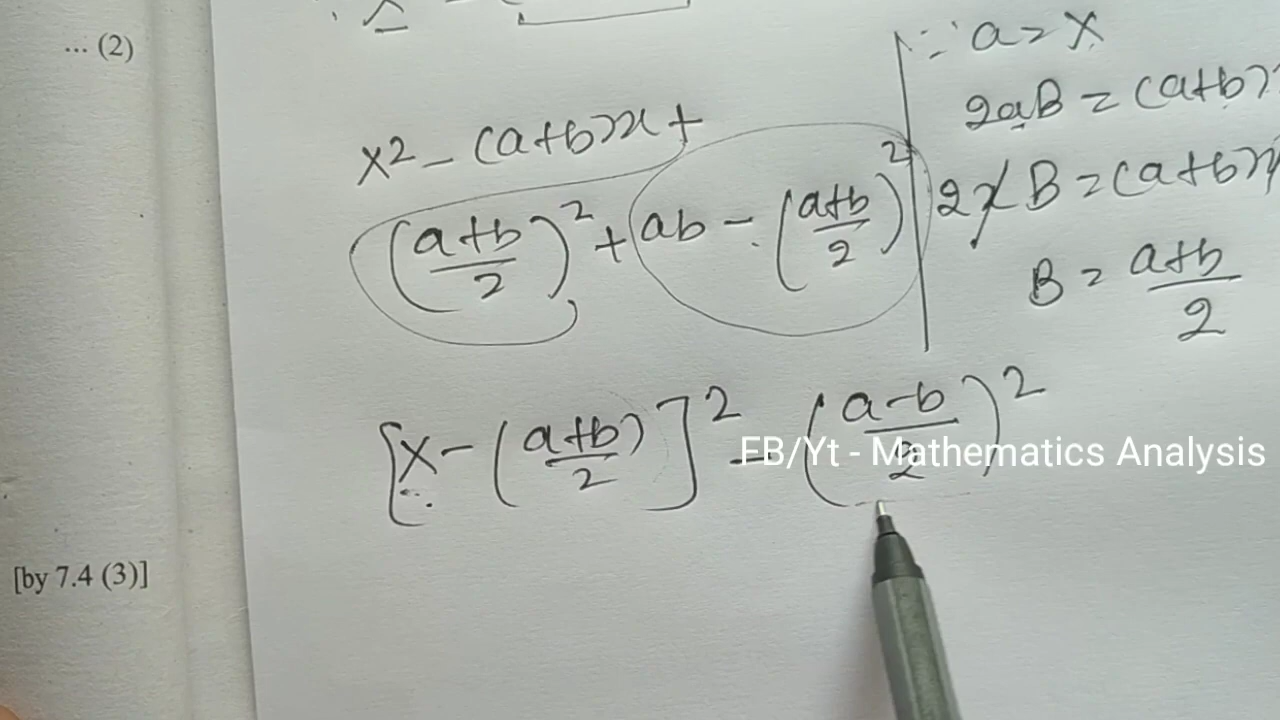 ... (2)
∵ a = x
2aB = (a+b)x
x² - (a+b)x +
((a+b)/2)² + ab - ((a+b)/2)²
2x B = (a+b)x
B = (a+b)/2
[x - ((a+b)/2)]² - ((a-b)/2)²
FB/Yt - Mathematics Analysis
[by 7.4 (3)]